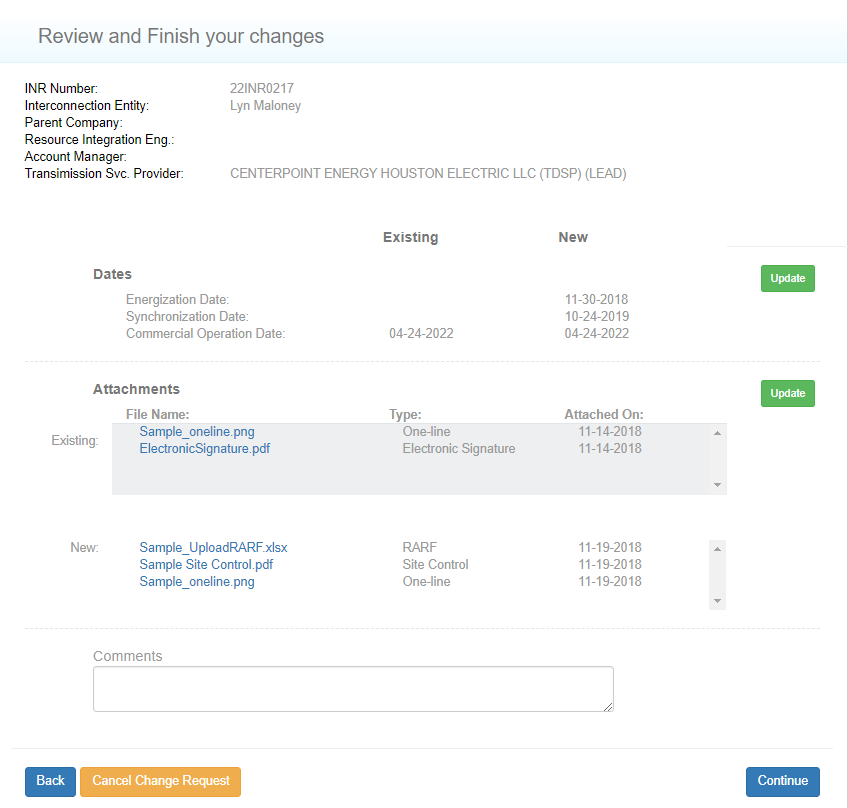 Review and Finish your changes
INR Number: 22INR0217
Interconnection Entity: Lyn Maloney
Parent Company:
Resource Integration Eng.:
Account Manager:
Transimission Svc. Provider: CENTERPOINT ENERGY HOUSTON ELECTRIC LLC (TDSP) (LEAD)
Existing New
Dates Update
Energization Date: 11-30-2018
Synchronization Date: 10-24-2019
Commercial Operation Date: 04-24-2022 04-24-2022
Attachments Update
File Name: Type: Attached On:
Existing: Sample_oneline.png One-line 11-14-2018
ElectronicSignature.pdf Electronic Signature 11-14-2018
New: Sample_UploadRARF.xlsx RARF 11-19-2018
Sample Site Control.pdf Site Control 11-19-2018
Sample_oneline.png One-line 11-19-2018
Comments
Back Cancel Change Request Continue